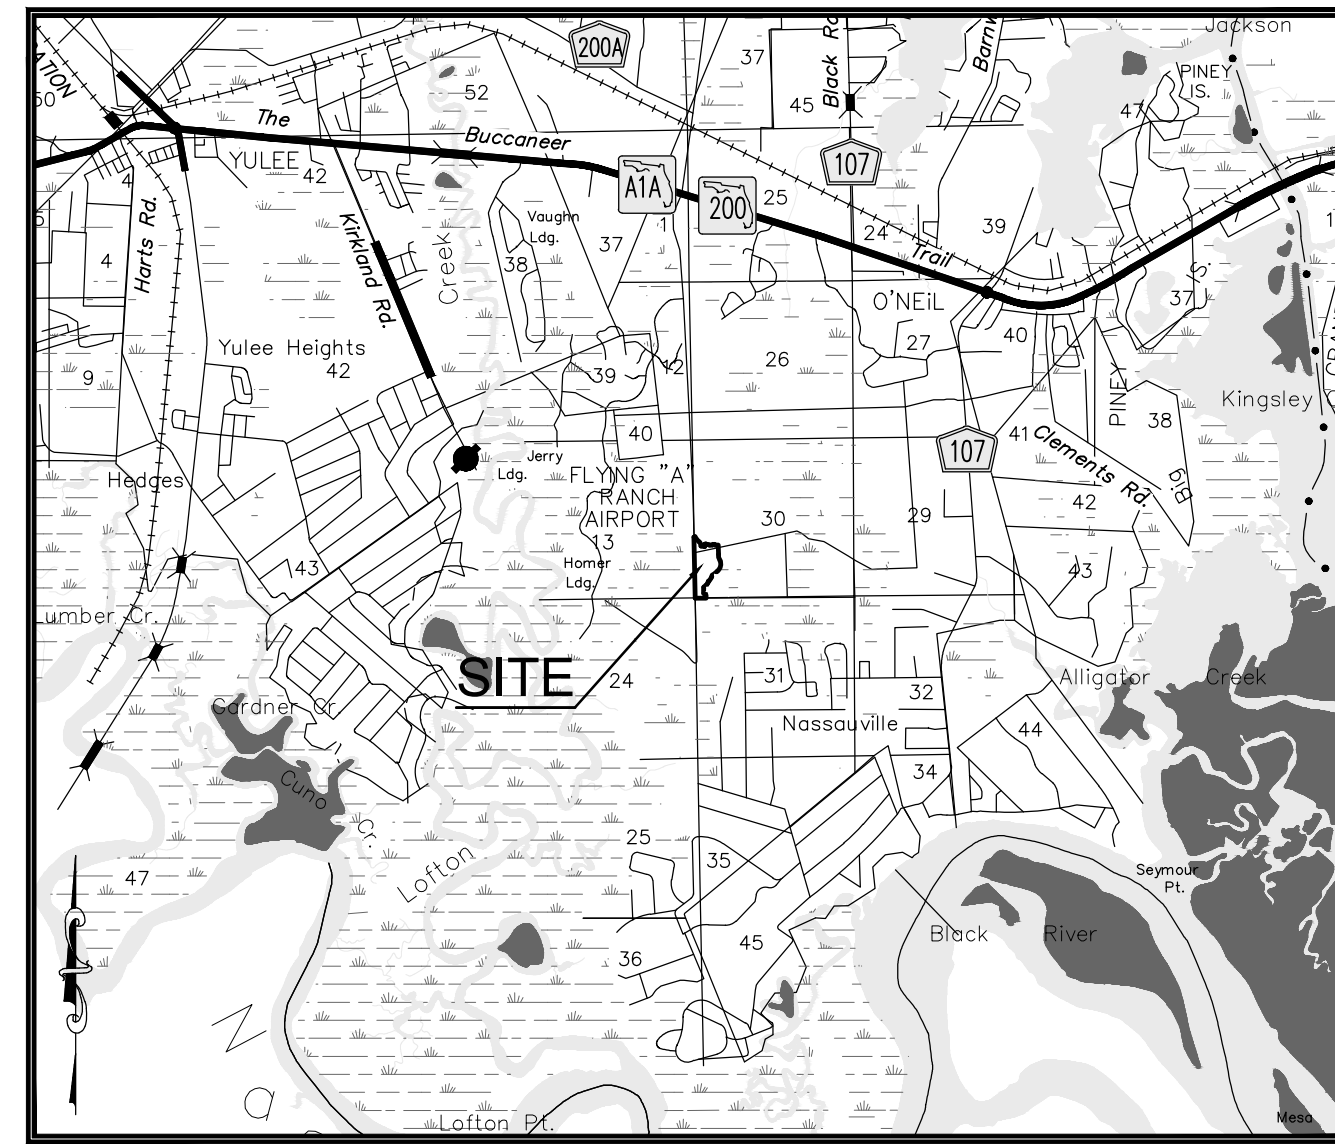 Jackson
200A
37
Black
PINEY
IS.
50
52
45
47
The
Buccaneer
YULEE
42
107
4
A1A
200
25
Harts Rd.
Kirkland Rd.
Vaughn
Ldg.
1
24
39
37
Creek
Trail
4
38
37
IS.
O'NEiL
Yulee Heights
42
27
40
12
26
9
39
PINEY
Kingsley
38
40
41
Clements Rd.
107
Jerry
Ldg.
FLYING "A"
RANCH
AIRPORT
Hedges
Big
42
30
29
13
Homer
Ldg.
43
43
Lumber Cr.
SITE
24
31
32
Alligator
Creek
Gardner Cr.
Nassauville
44
34
Cuno
Cr.
25
35
Lofton
47
Seymour
Pt.
Black
River
45
36
N
a
Lofton Pt.
Mesa